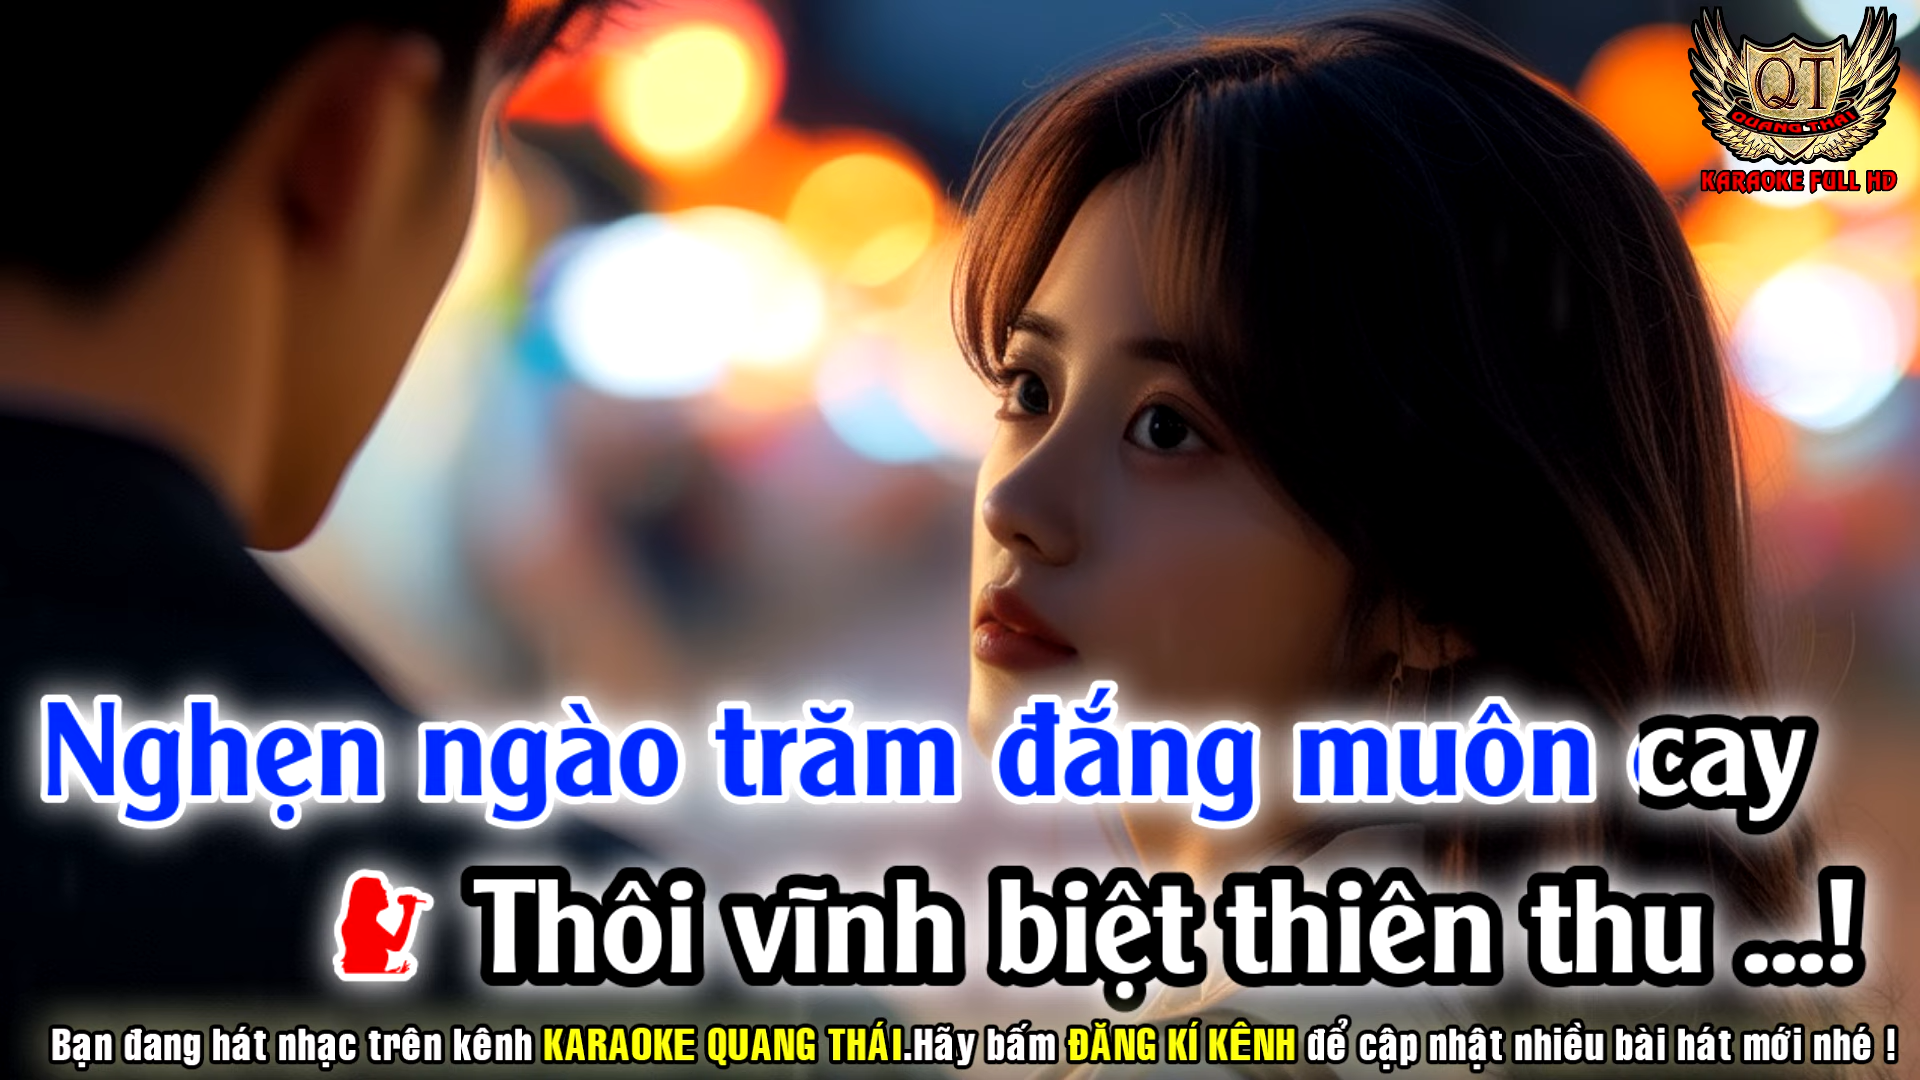 QT
QUANG THÁI
KARAOKE FULL HD
Nghẹn ngào trăm đắng muôn cay
Thôi vĩnh biệt thiên thu ...!
Bạn đang hát nhạc trên kênh KARAOKE QUANG THÁI.Hãy bấm ĐĂNG KÍ KÊNH để cập nhật nhiều bài hát mới nhé !